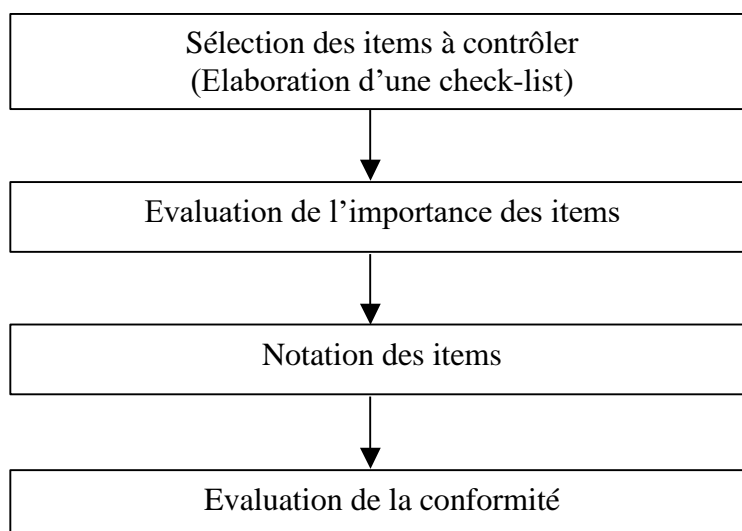 Sélection des items à contrôler
(Elaboration d’une check-list)
Evaluation de l’importance des items
Notation des items
Evaluation de la conformité